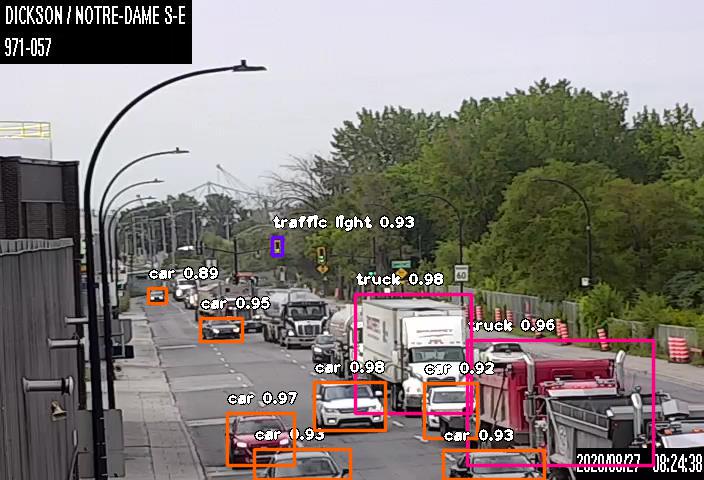 DICKSON / NOTRE-DAME S-E
971-057
traffic light 0.93
car 0.89
truck 0.98
car 0.95
truck 0.96
60
car 0.98
car 0.92
car 0.97
car 0.93
car 0.93
2020/08/27 08:24:38